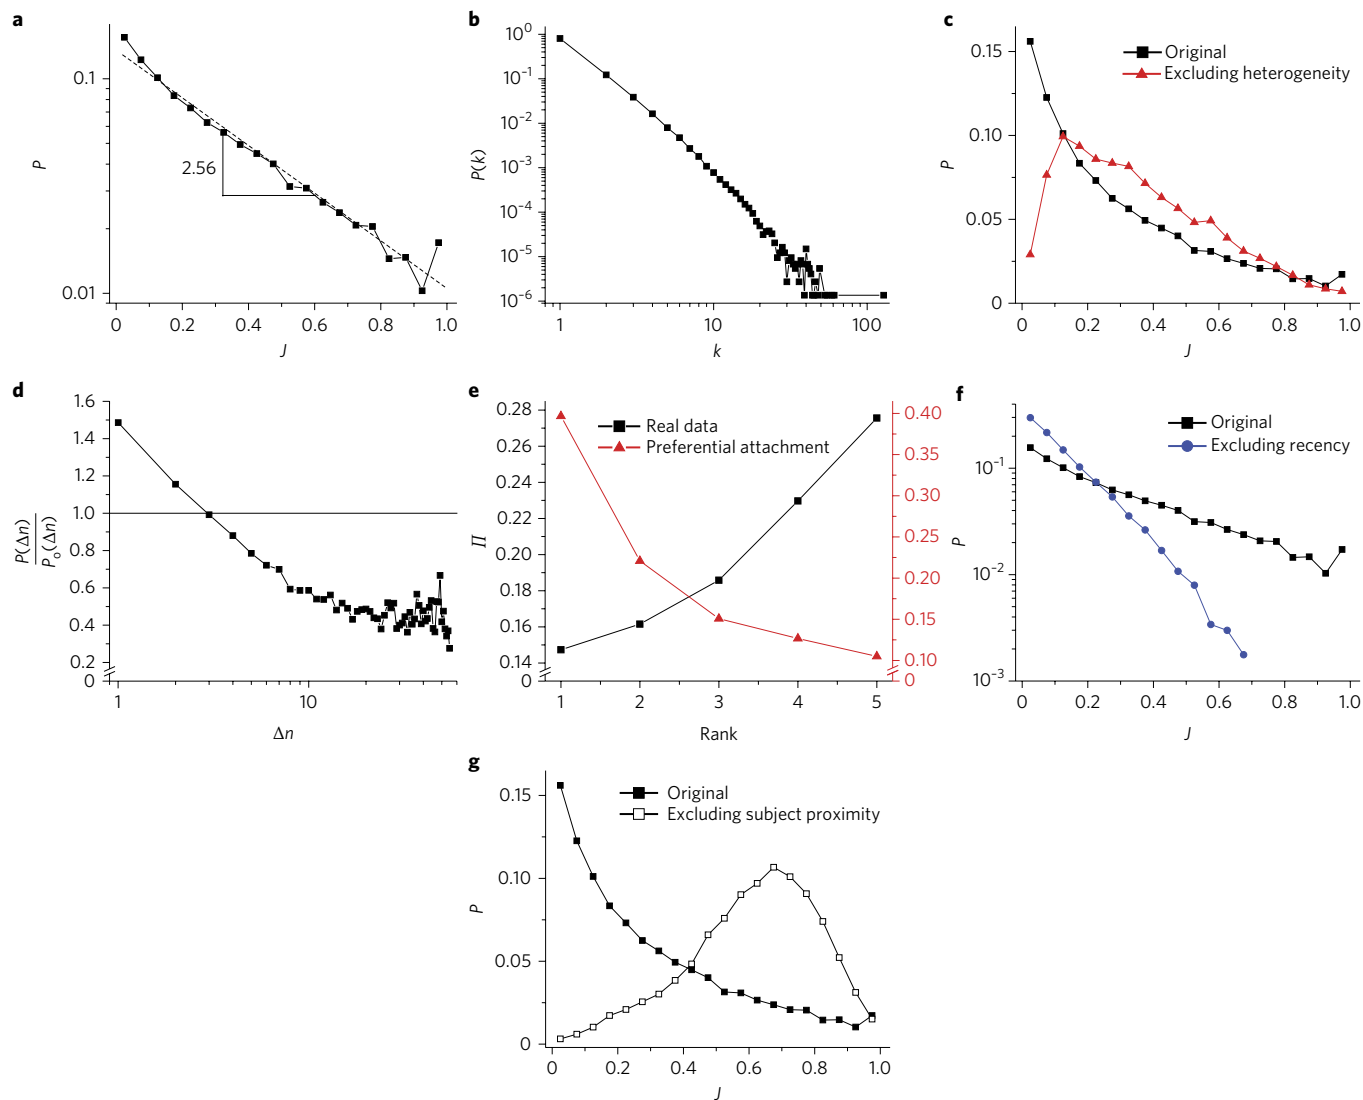 a
0.1
0.01
P
2.56
0
0.2
0.4
0.6
0.8
1.0
J
b
10⁰
10⁻¹
10⁻²
10⁻³
10⁻⁴
10⁻⁵
10⁻⁶
P(k)
1
10
100
k
c
0.15
0.10
0.05
0
P
Original
Excluding heterogeneity
0
0.2
0.4
0.6
0.8
1.0
J
d
1.6
1.4
1.2
1.0
0.8
0.6
0.4
0.2
0
P(Δn)
P₀(Δn)
1
10
Δn
e
0.28
0.26
0.24
0.22
0.20
0.18
0.16
0.14
0
Π
Real data
Preferential attachment
0.40
0.35
0.30
0.25
0.20
0.15
0.10
0
1
2
3
4
5
Rank
f
10⁻¹
10⁻²
10⁻³
P
Original
Excluding recency
0
0.2
0.4
0.6
0.8
1.0
J
g
0.15
0.10
0.05
0
P
Original
Excluding subject proximity
0
0.2
0.4
0.6
0.8
1.0
J